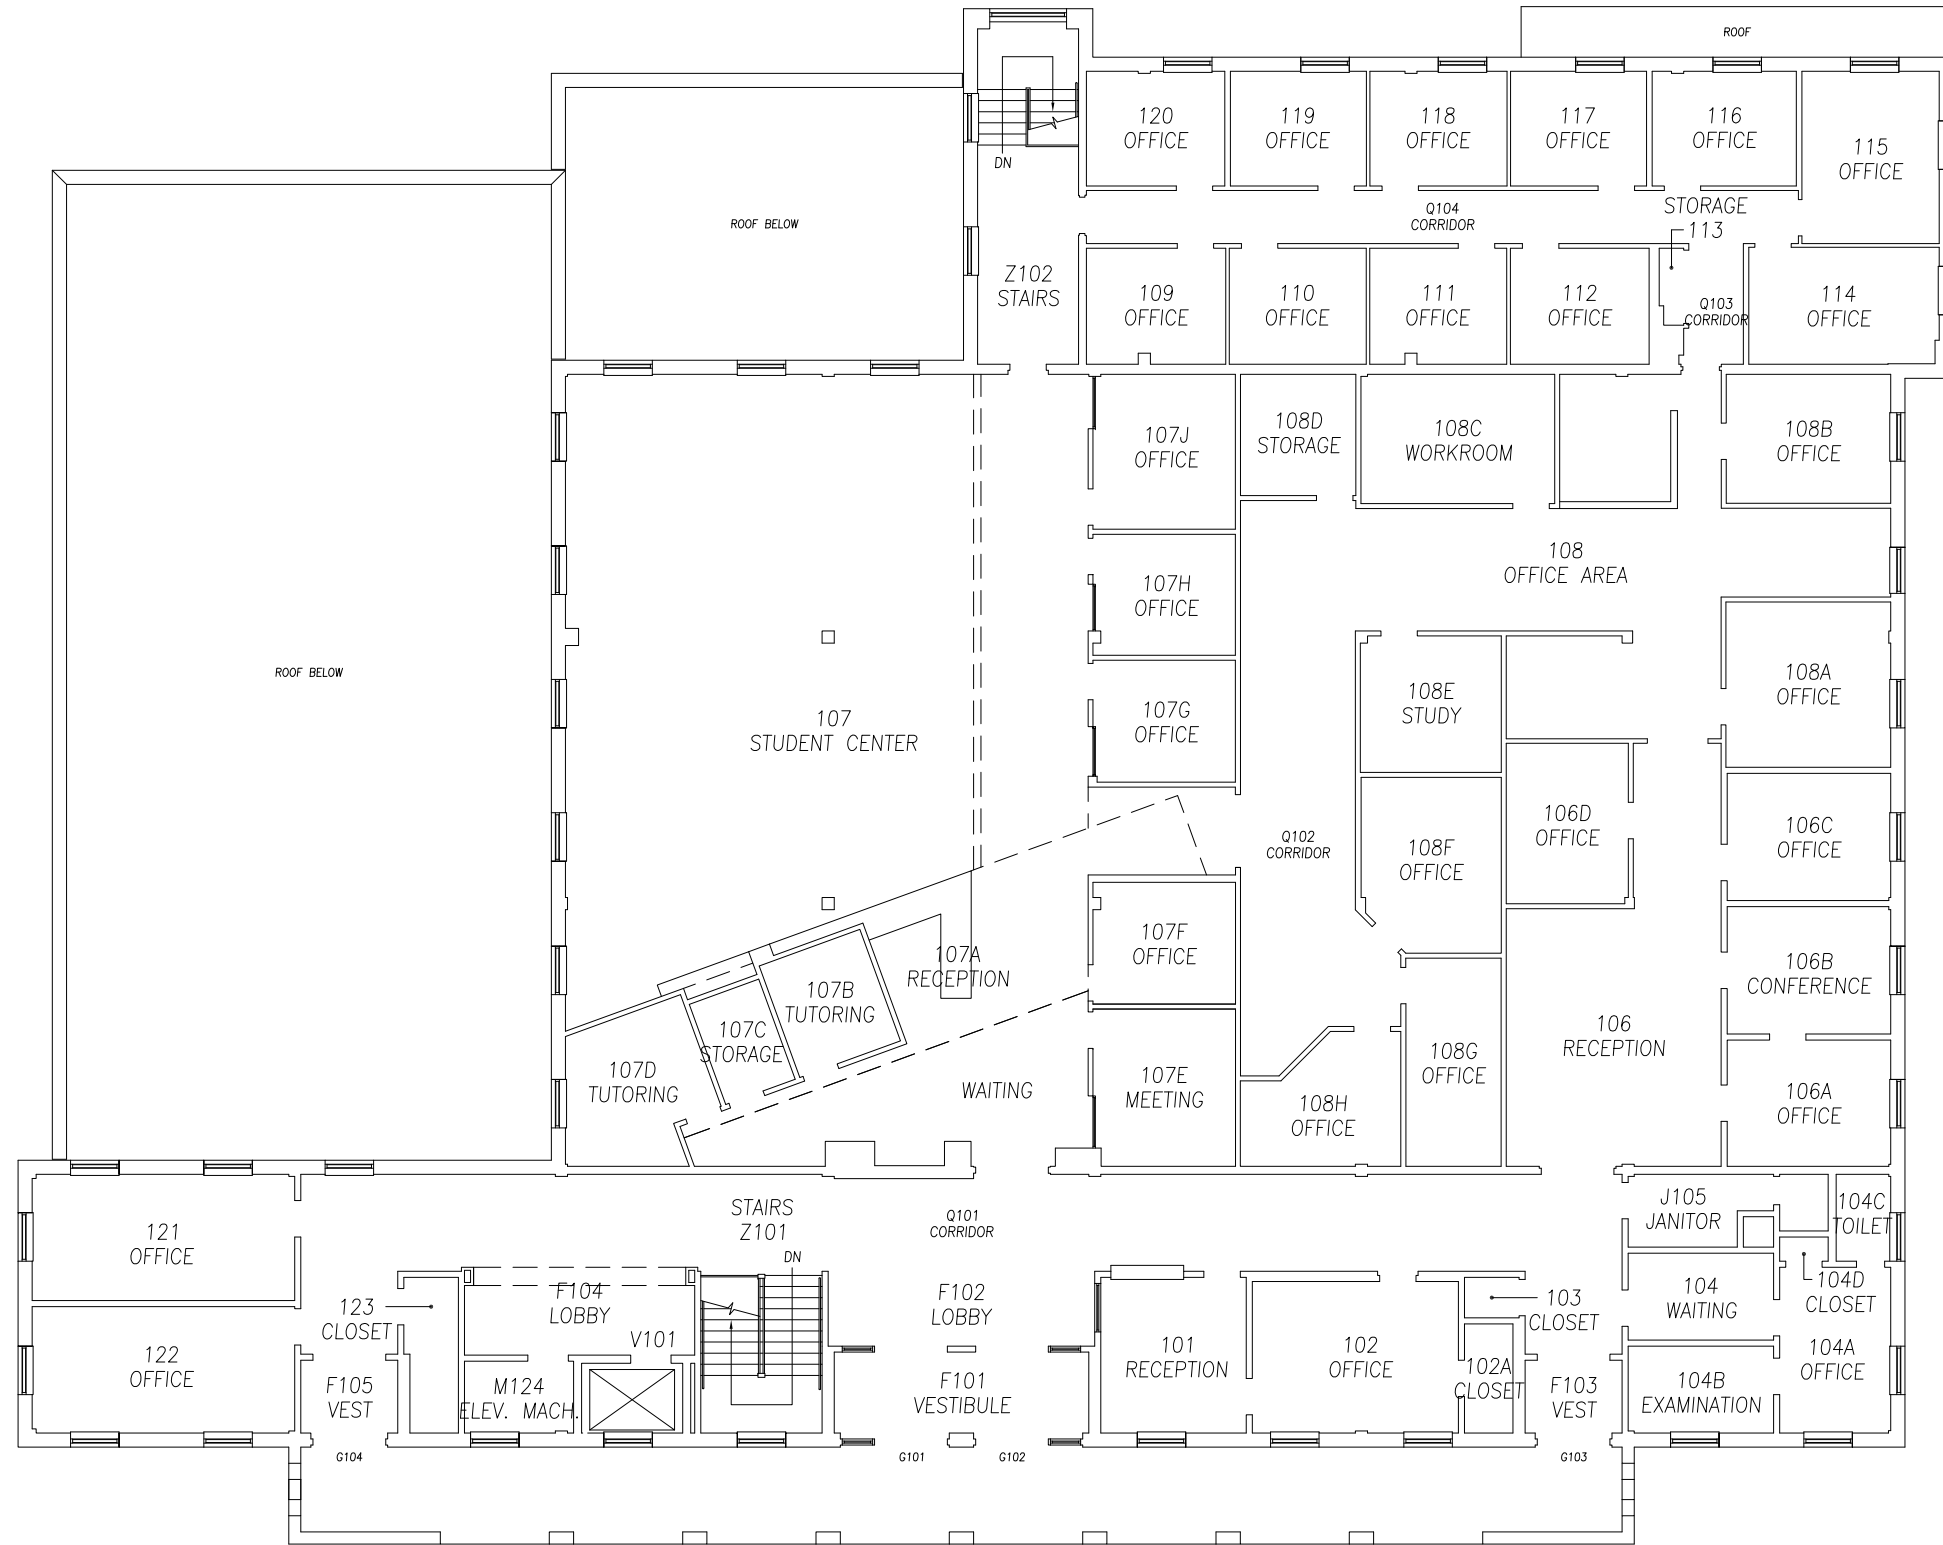 ROOF
120
OFFICE
119
OFFICE
118
OFFICE
117
OFFICE
116
OFFICE
115
OFFICE
DN
ROOF BELOW
Q104
CORRIDOR
STORAGE
113
Z102
STAIRS
109
OFFICE
110
OFFICE
111
OFFICE
112
OFFICE
Q103
CORRIDOR
114
OFFICE
107J
OFFICE
108D
STORAGE
108C
WORKROOM
108B
OFFICE
108
OFFICE AREA
107H
OFFICE
ROOF BELOW
107
STUDENT CENTER
107G
OFFICE
108E
STUDY
108A
OFFICE
106D
OFFICE
106C
OFFICE
Q102
CORRIDOR
108F
OFFICE
107F
OFFICE
107A
RECEPTION
106B
CONFERENCE
107B
TUTORING
107C
STORAGE
107D
TUTORING
106
RECEPTION
108G
OFFICE
WAITING
107E
MEETING
108H
OFFICE
106A
OFFICE
121
OFFICE
STAIRS
Z101
Q101
CORRIDOR
J105
JANITOR
104C
TOILET
DN
123
CLOSET
F104
LOBBY
F102
LOBBY
103
CLOSET
104
WAITING
104D
CLOSET
122
OFFICE
V101
101
RECEPTION
102
OFFICE
102A
CLOSET
104A
OFFICE
F105
VEST
M124
ELEV. MACH.
F101
VESTIBULE
F103
VEST
104B
EXAMINATION
G104
G101
G102
G103